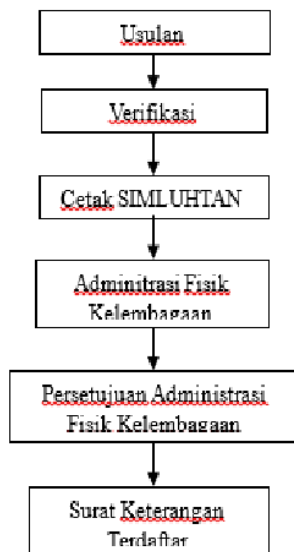 Usulan
Verifikasi
Cetak SIMLUHTAN
Adminitrasi Fisik
Kelembagaan
Persetujuan Administrasi
Fisik Kelembagaan
Surat Keterangan
Terdaftar